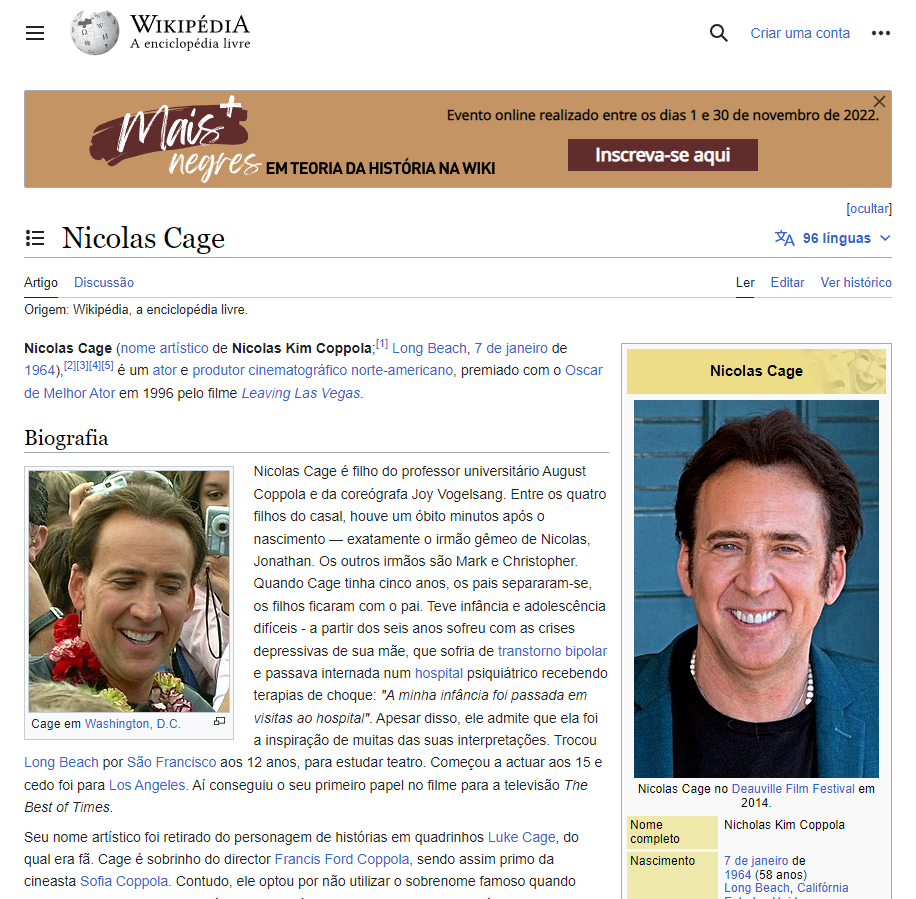 WIKIPÉDIA
A enciclopédia livre
Criar uma conta
Mais+
negres
EM TEORIA DA HISTÓRIA NA WIKI
Evento online realizado entre os dias 1 e 30 de novembro de 2022.
Inscreva-se aqui
[ocultar]
Nicolas Cage
96 línguas
Artigo Discussão
Ler Editar Ver histórico
Origem: Wikipédia, a enciclopédia livre.
Nicolas Cage (nome artístico de Nicolas Kim Coppola;[1] Long Beach, 7 de janeiro de
1964),[2][3][4][5] é um ator e produtor cinematográfico norte-americano, premiado com o Oscar
de Melhor Ator em 1996 pelo filme Leaving Las Vegas.
Biografia
Cage em Washington, D.C.
Nicolas Cage é filho do professor universitário August
Coppola e da coreógrafa Joy Vogelsang. Entre os quatro
filhos do casal, houve um óbito minutos após o
nascimento — exatamente o irmão gêmeo de Nicolas,
Jonathan. Os outros irmãos são Mark e Christopher.
Quando Cage tinha cinco anos, os pais separaram-se,
os filhos ficaram com o pai. Teve infância e adolescência
difíceis - a partir dos seis anos sofreu com as crises
depressivas de sua mãe, que sofria de transtorno bipolar
e passava internada num hospital psiquiátrico recebendo
terapias de choque: "A minha infância foi passada em
visitas ao hospital". Apesar disso, ele admite que ela foi
a inspiração de muitas das suas interpretações. Trocou
Long Beach por São Francisco aos 12 anos, para estudar teatro. Começou a actuar aos 15 e
cedo foi para Los Angeles. Aí conseguiu o seu primeiro papel no filme para a televisão The
Best of Times.
Seu nome artístico foi retirado do personagem de histórias em quadrinhos Luke Cage, do
qual era fã. Cage é sobrinho do director Francis Ford Coppola, sendo assim primo da
cineasta Sofia Coppola. Contudo, ele optou por não utilizar o sobrenome famoso quando
Nicolas Cage
Nicolas Cage no Deauville Film Festival em
2014.
Nome
completo
Nicholas Kim Coppola
Nascimento
7 de janeiro de
1964 (58 anos)
Long Beach, Califórnia